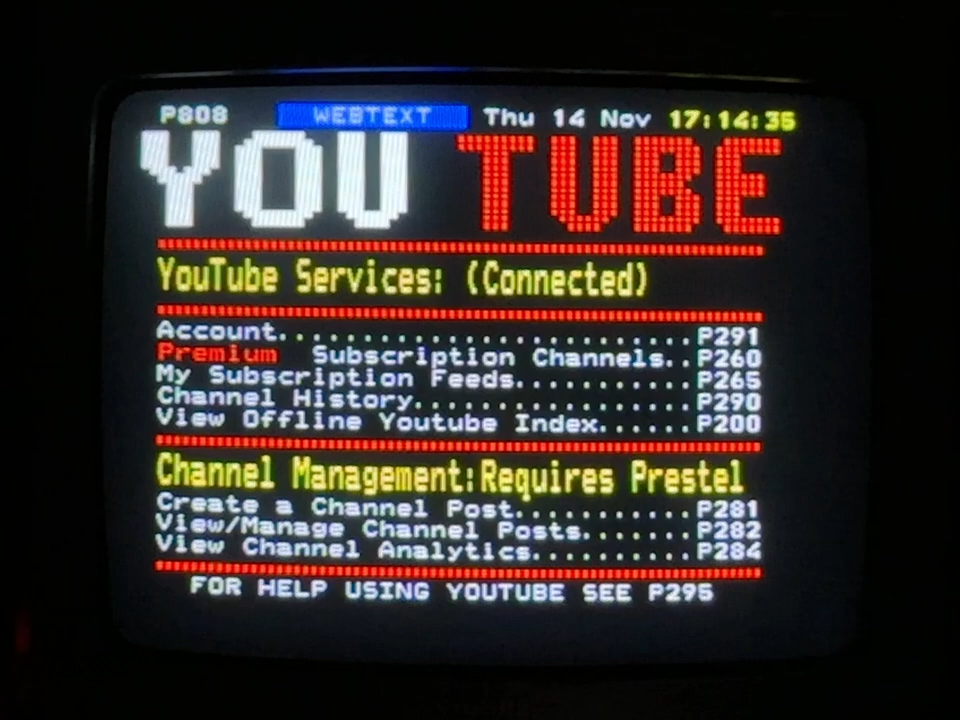 P808 WEBTEXT Thu 14 Nov 17:14:35
YOU TUBE
YouTube Services: (Connected)
Account..........................P291
Premium Subscription Channels..P260
My Subscription Feeds...........P265
Channel History.................P290
View Offline Youtube Index......P200
Channel Management:Requires Prestel
Create a Channel Post...........P281
View/Manage Channel Posts.......P282
View Channel Analytics..........P284
FOR HELP USING YOUTUBE SEE P295